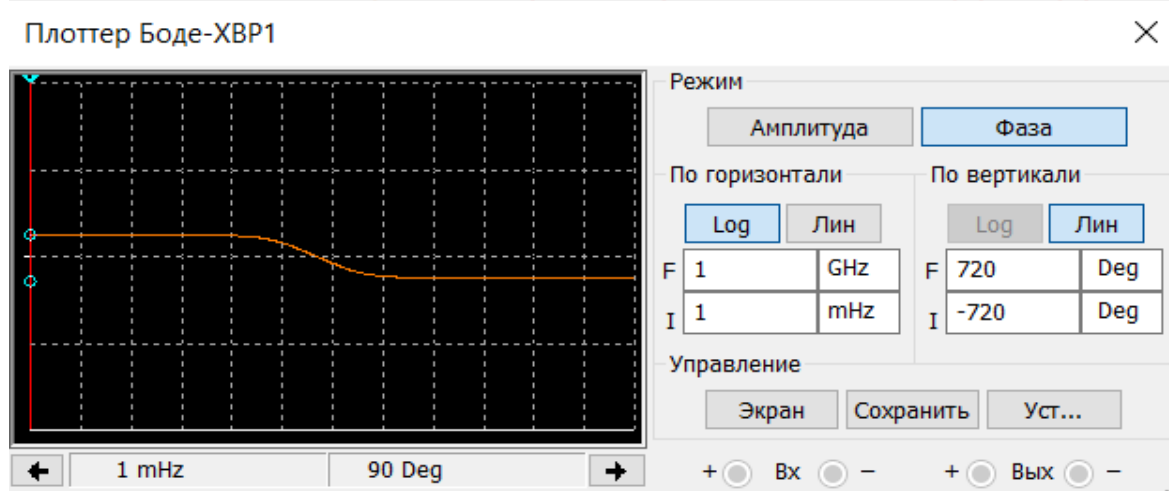 Плоттер Боде-XBP1
Режим
Амплитуда Фаза
По горизонтали По вертикали
Log Лин Log Лин
F 1 GHz F 720 Deg
I 1 mHz I -720 Deg
Управление
Экран Сохранить Уст...
1 mHz 90 Deg + Вх − + Вых −